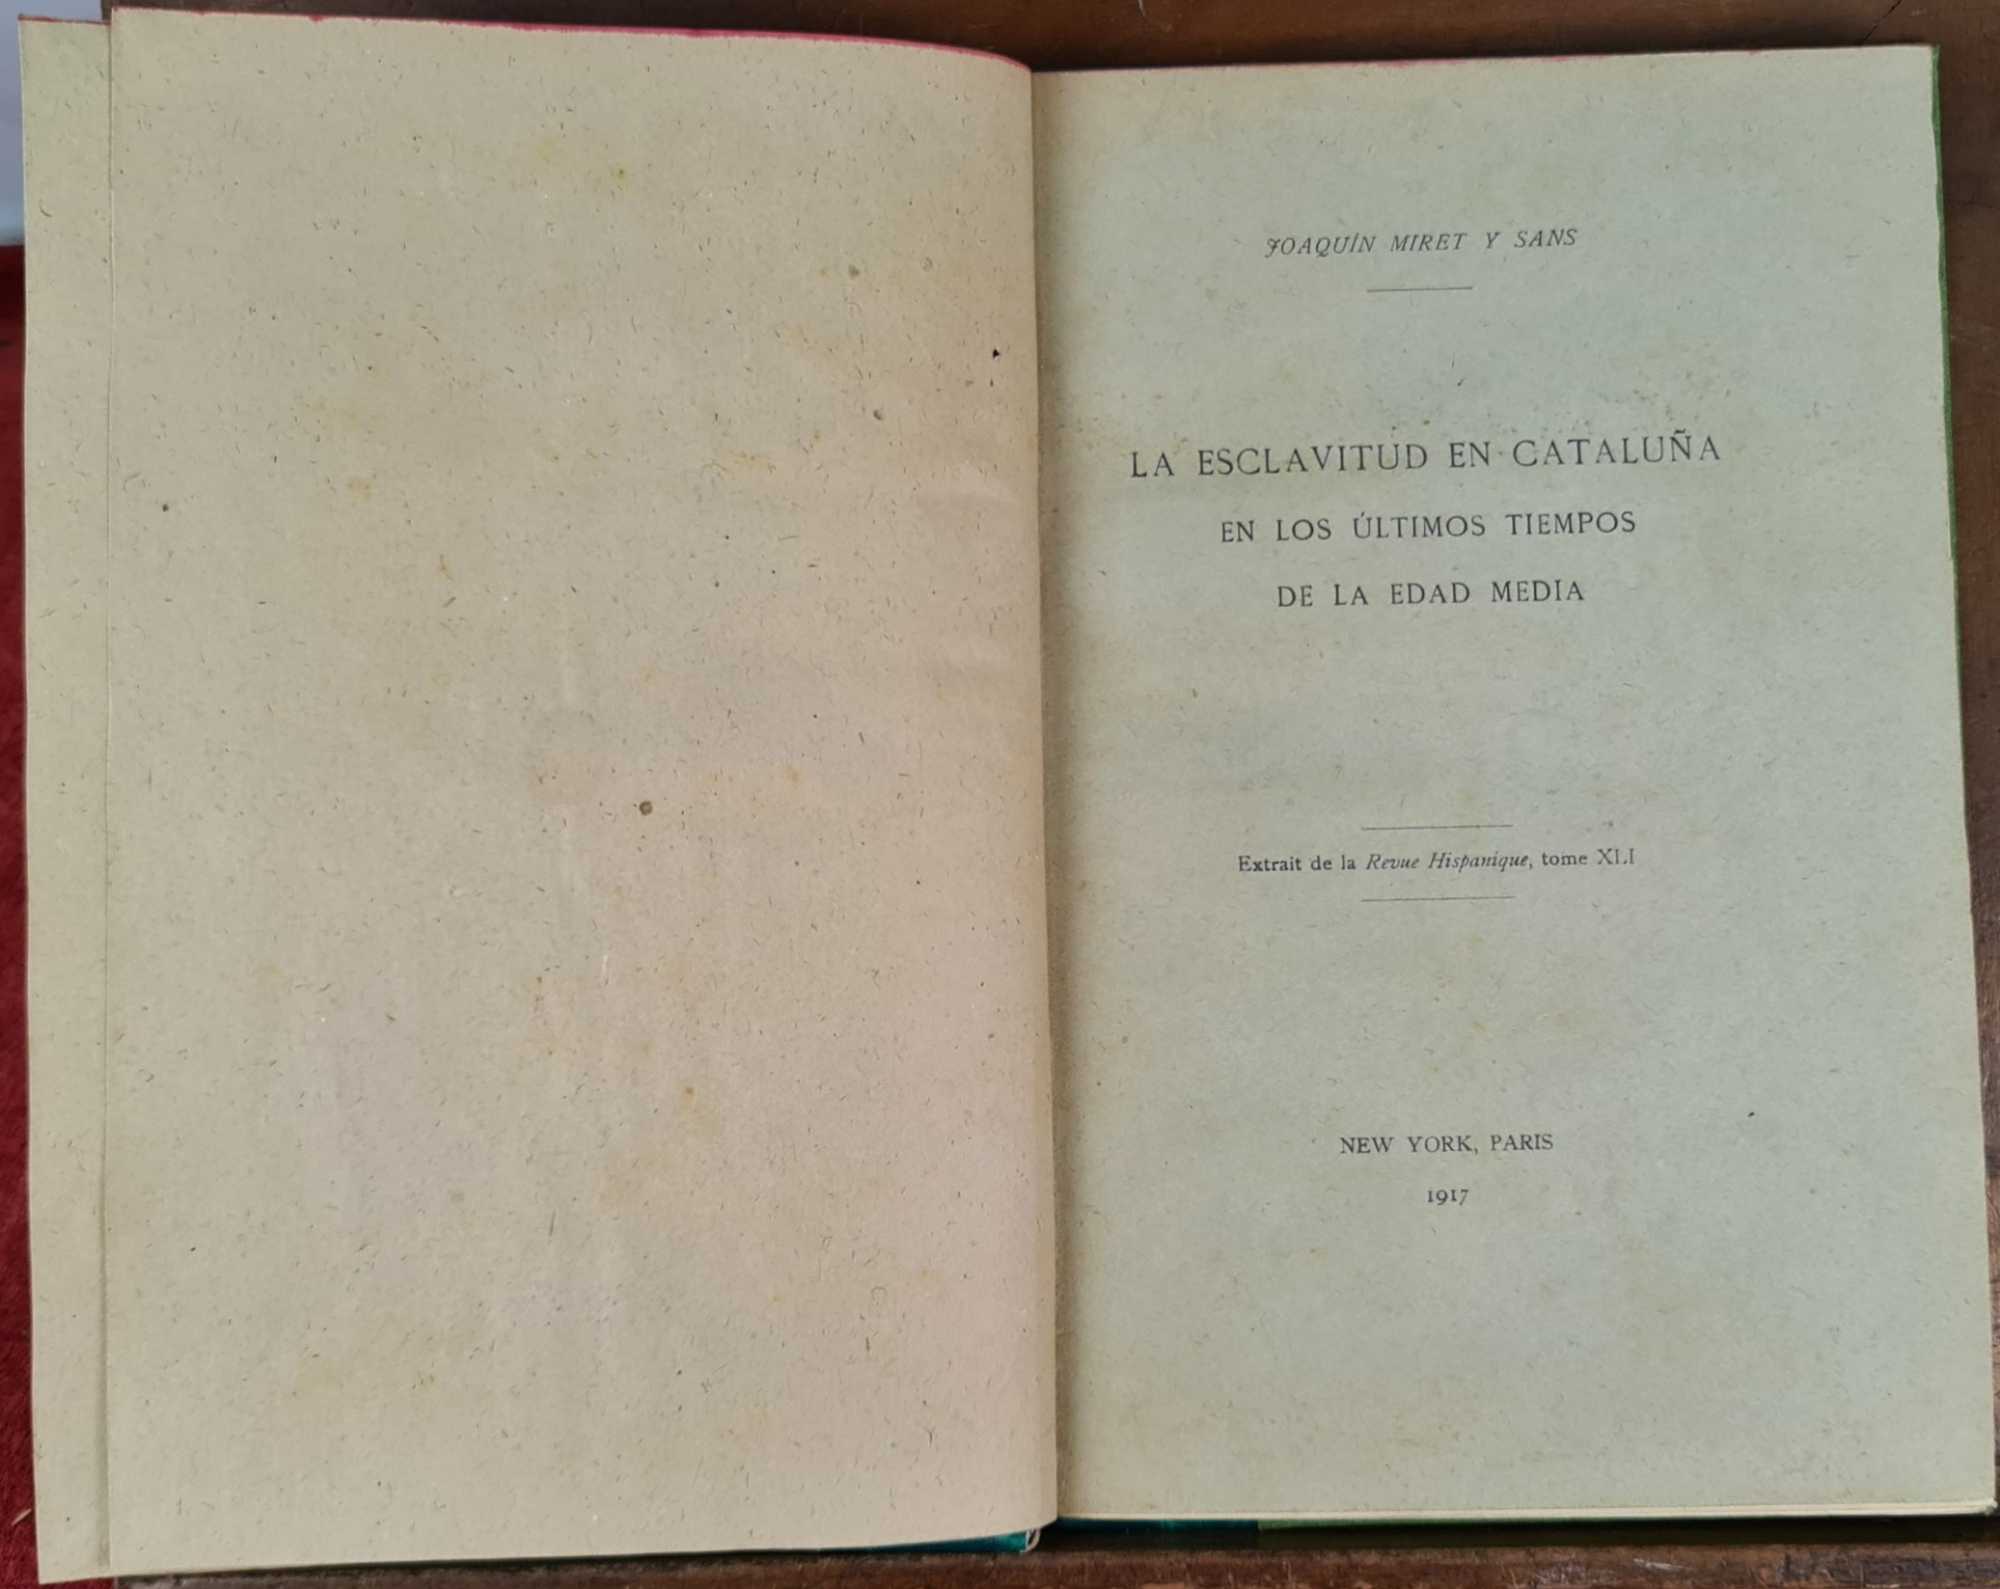 JOAQUÍN MIRET Y SANS
LA ESCLAVITUD EN CATALUÑA
EN LOS ÚLTIMOS TIEMPOS
DE LA EDAD MEDIA
Extrait de la Revue Hispanique, tome XLI
NEW YORK, PARIS
1917